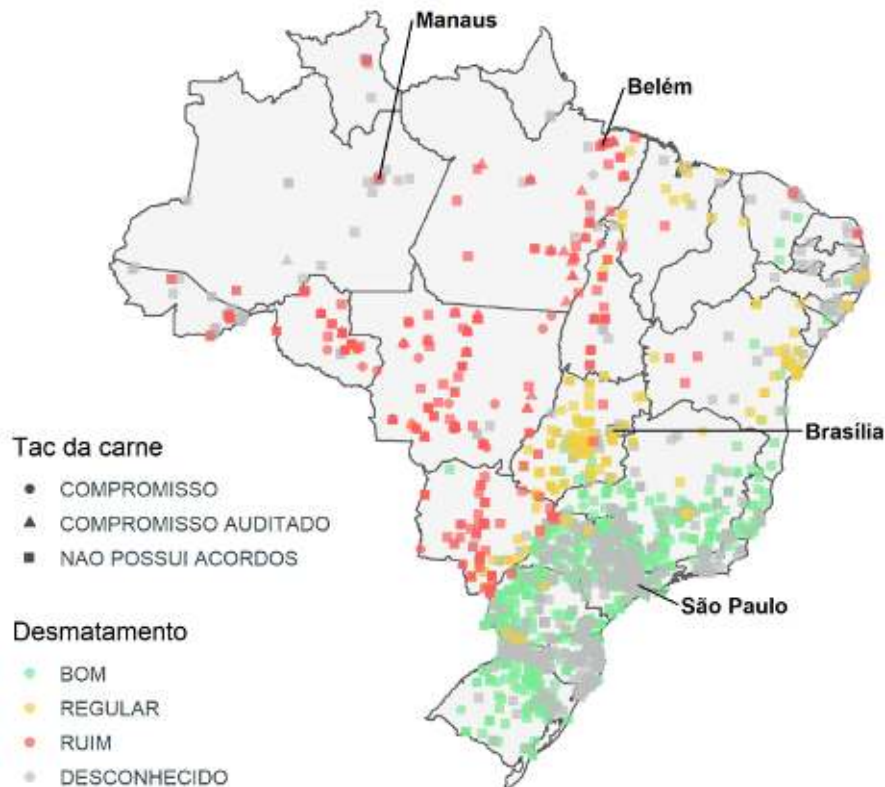 Manaus
Belém
Brasília
São Paulo
Tac da carne
COMPROMISSO
COMPROMISSO AUDITADO
NAO POSSUI ACORDOS
Desmatamento
BOM
REGULAR
RUIM
DESCONHECIDO